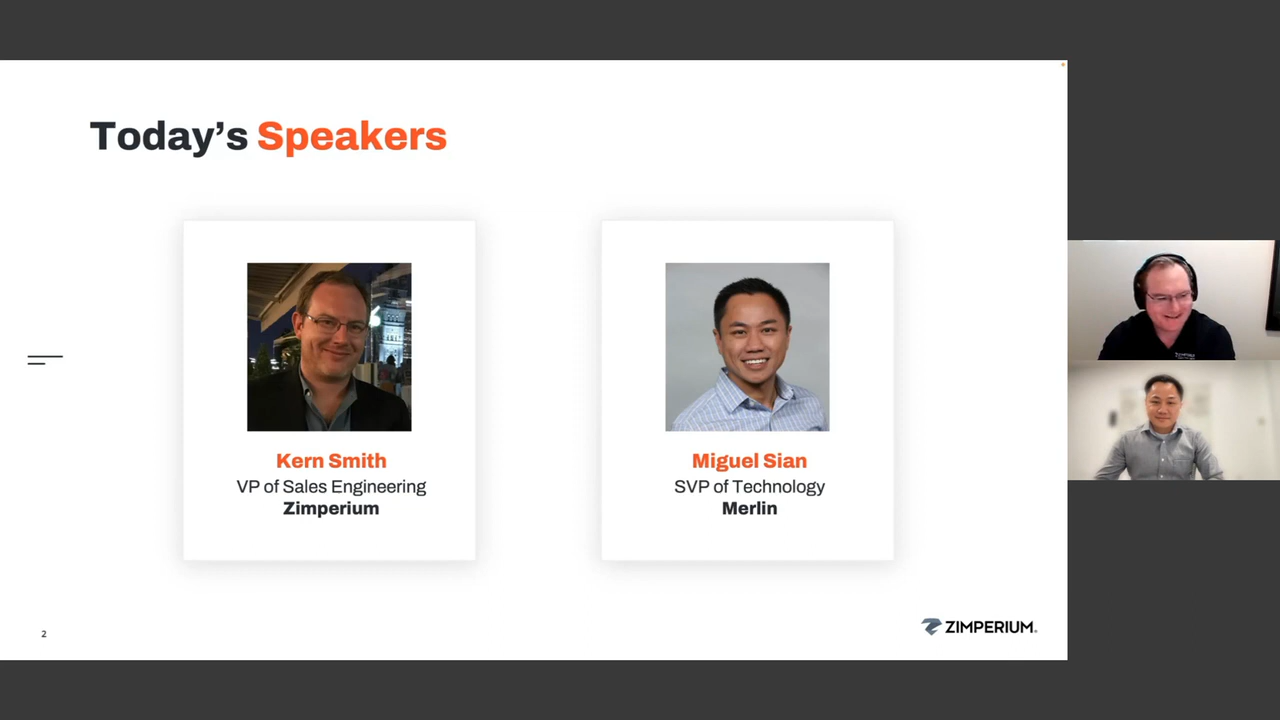 Today’s Speakers
Kern Smith
VP of Sales Engineering
Zimperium
Miguel Sian
SVP of Technology
Merlin
2
ZIMPERIUM